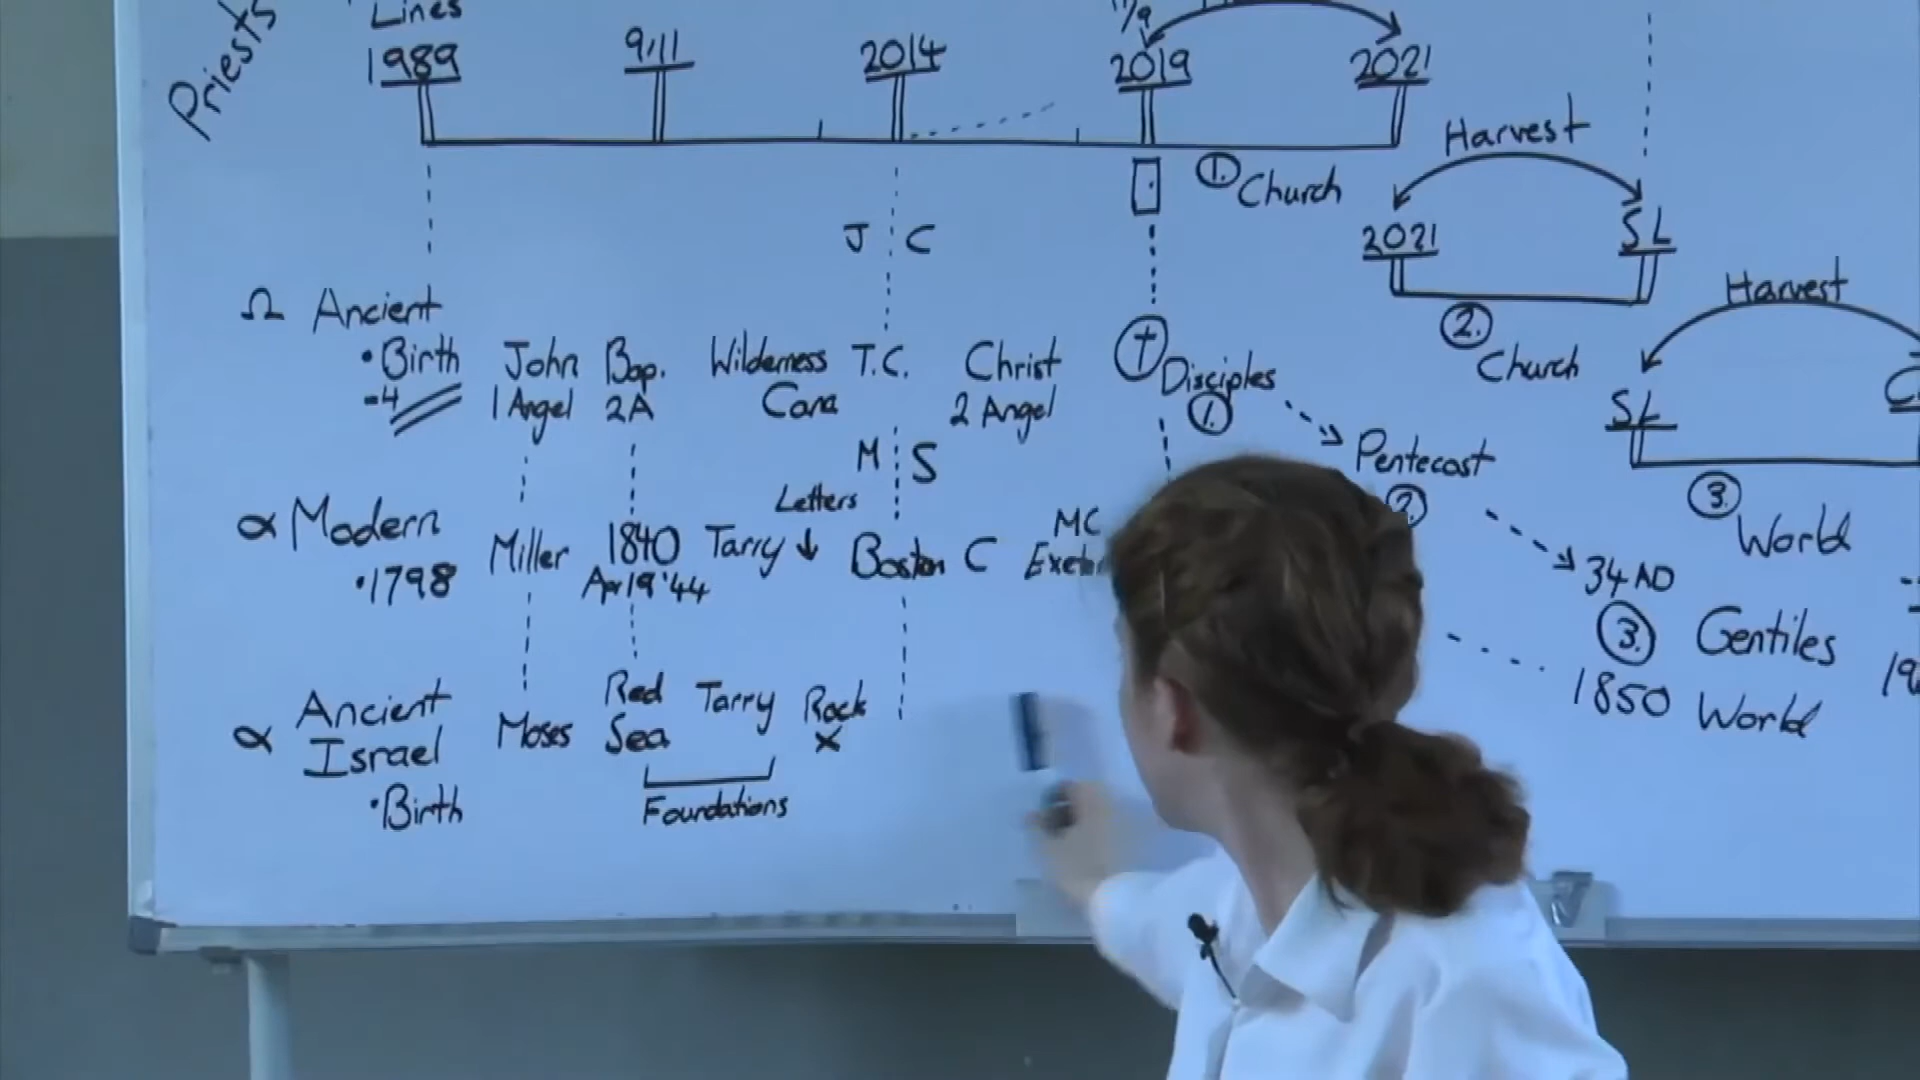 Priests
Lines
11/9
1989 9/11 2014 2019 2021
① Church
Harvest
J C
2021 SL
② Church
Harvest
SL
③ World
Ω Ancient
• Birth John Bap. Wilderness T.C. Christ † Disciples
-4 1 Angel 2A Cana 2 Angel ①
Pentecost
②
M S
Letters
∝ Modern Miller 1840 Tarry ↓ Boston C MC
• 1798 Apr 19 '44
34 AD
③ Gentiles
1850 World
∝ Ancient Israel Moses Red Sea Tarry Rock
x
• Birth Foundations